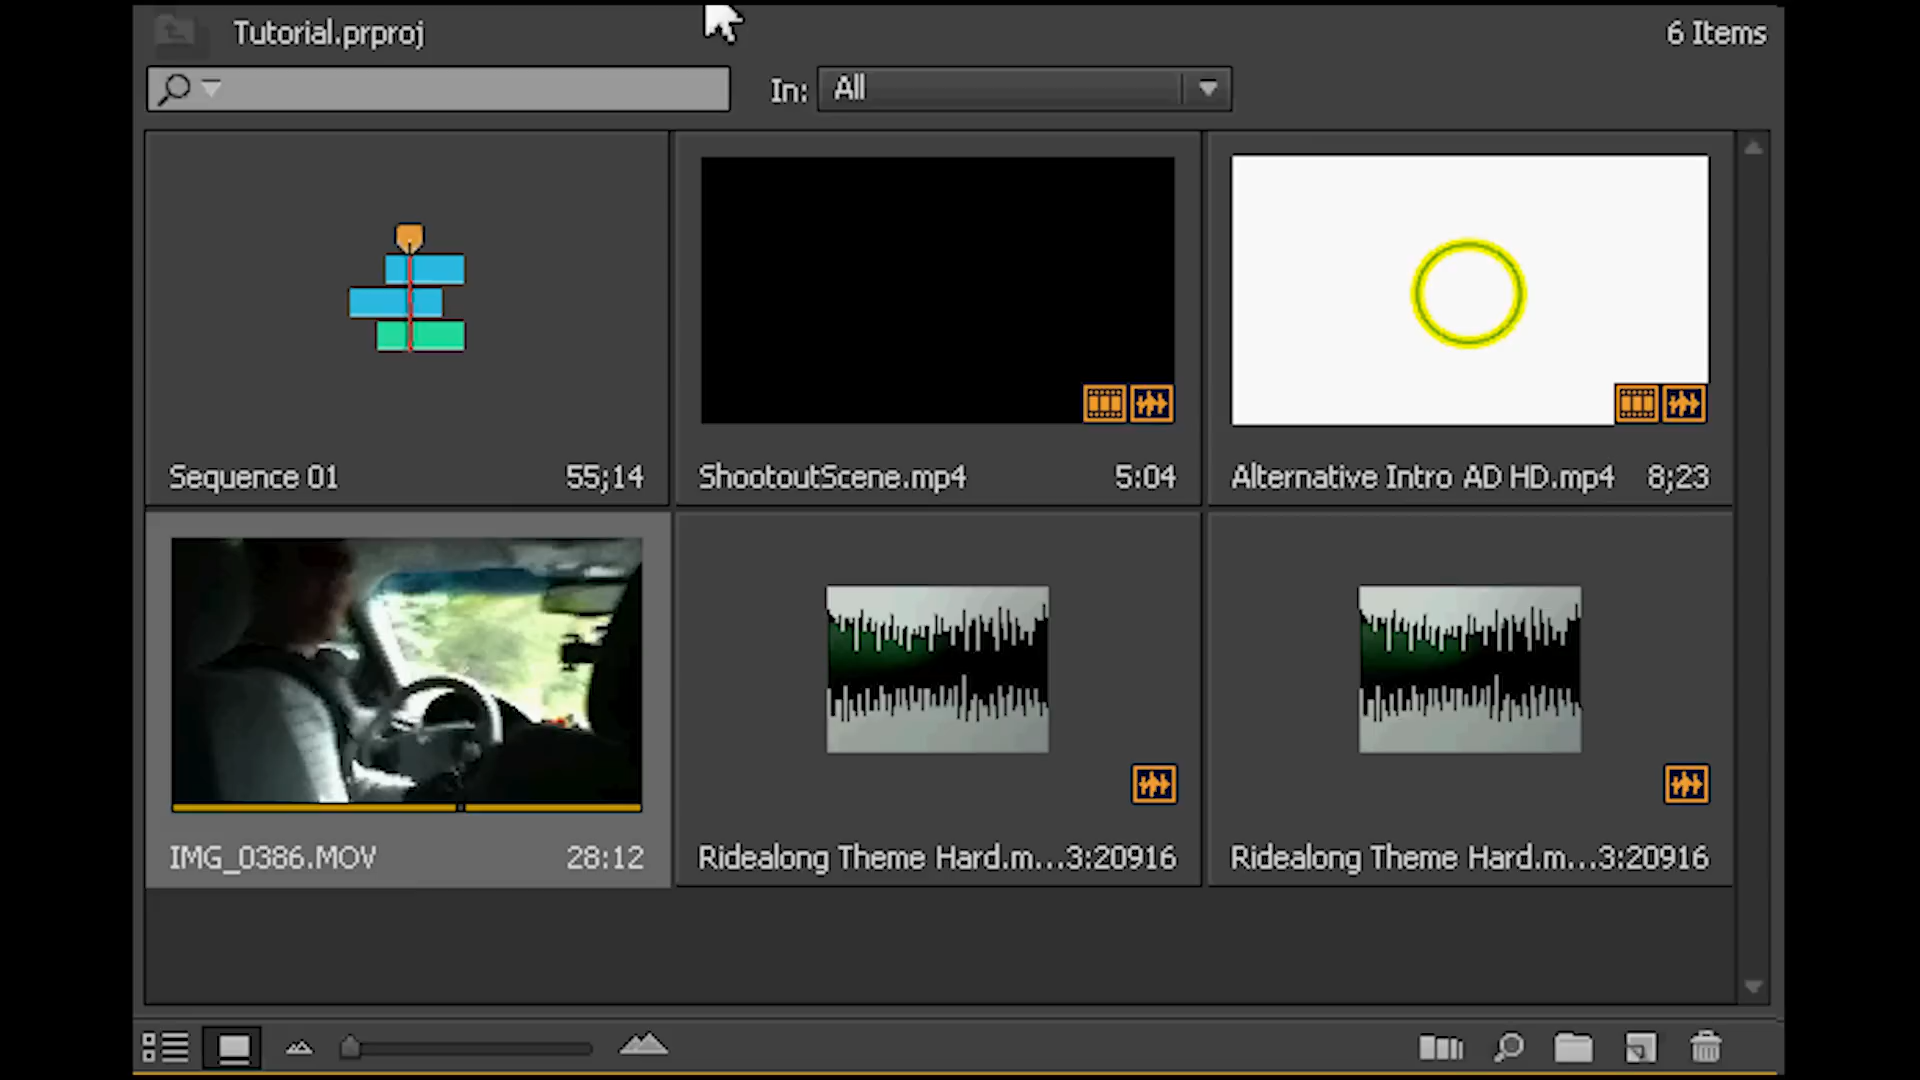 Tutorial.prproj
6 Items
In: All
Sequence 01 55;14
ShootoutScene.mp4 5:04
Alternative Intro AD HD.mp4 8;23
IMG_0386.MOV 28:12
Ridealong Theme Hard.m...3:20916
Ridealong Theme Hard.m...3:20916